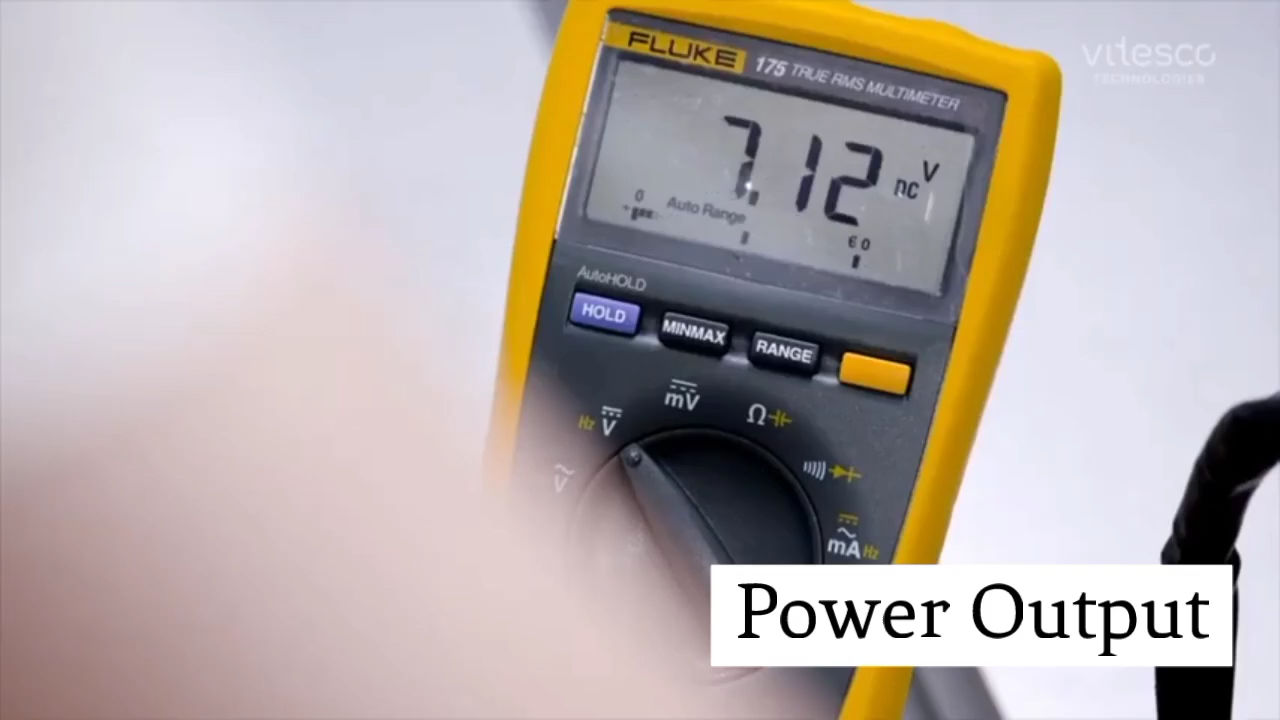 vitesco
TECHNOLOGIES
FLUKE
175 TRUE RMS MULTIMETER
7.12 V
Auto Range
0
60
AutoHOLD
HOLD
MINMAX
RANGE
mV
Ω
Hz V
V
mA Hz
Power Output